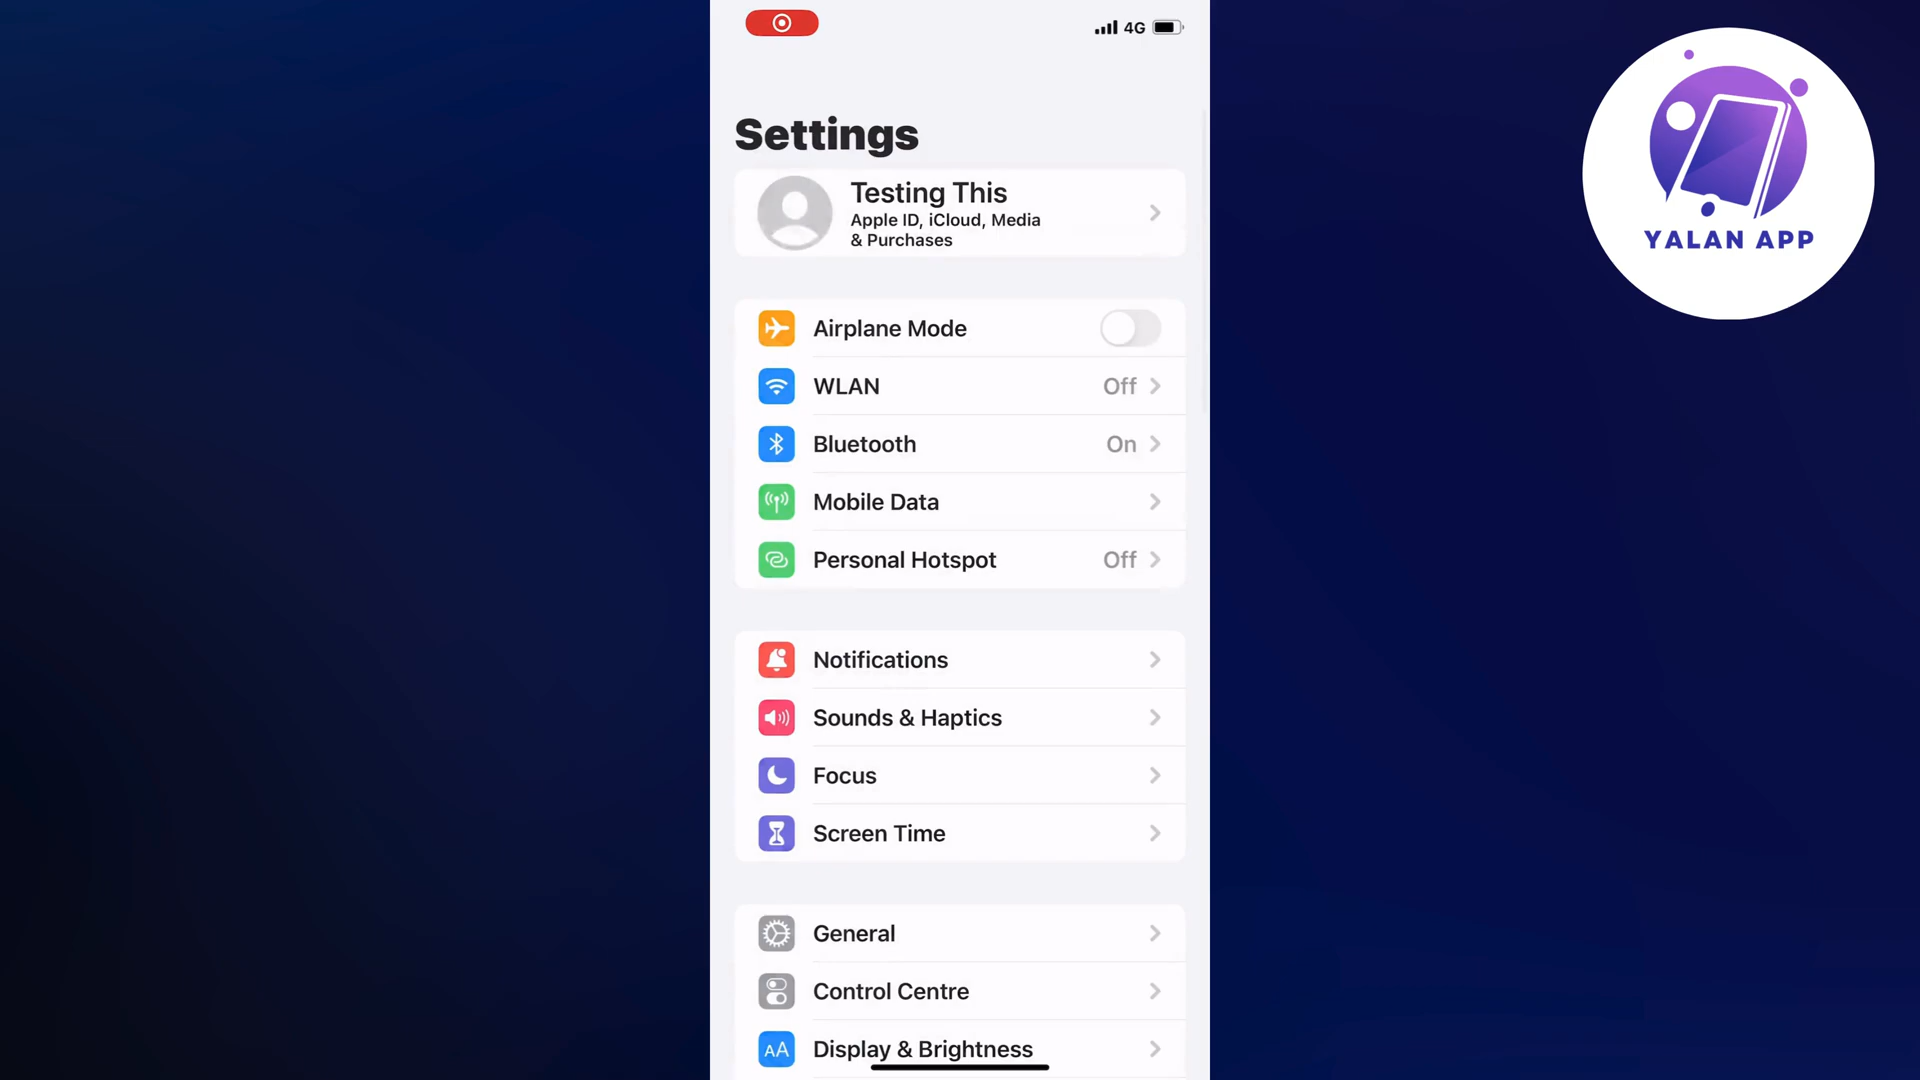 4G
YALAN APP
Settings
Testing This
Apple ID, iCloud, Media
& Purchases
Airplane Mode
WLAN Off
Bluetooth On
Mobile Data
Personal Hotspot Off
Notifications
Sounds & Haptics
Focus
Screen Time
General
Control Centre
AA Display & Brightness